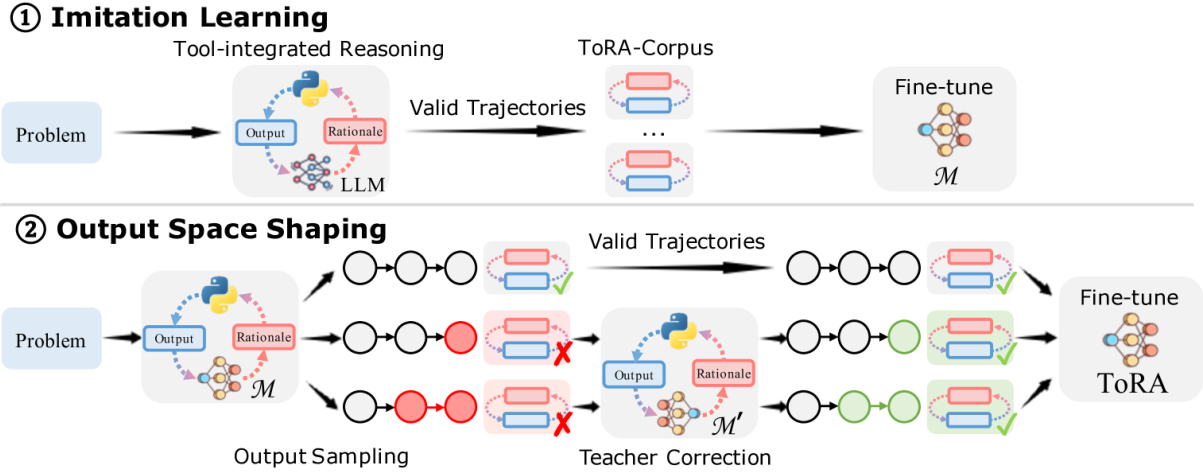 ① Imitation Learning
Tool-integrated Reasoning
ToRA-Corpus
Problem
Output
Rationale
LLM
Valid Trajectories
...
Fine-tune
ℳ
② Output Space Shaping
Valid Trajectories
Problem
Output
Rationale
ℳ
Output
Rationale
ℳ′
Fine-tune
ToRA
Output Sampling
Teacher Correction